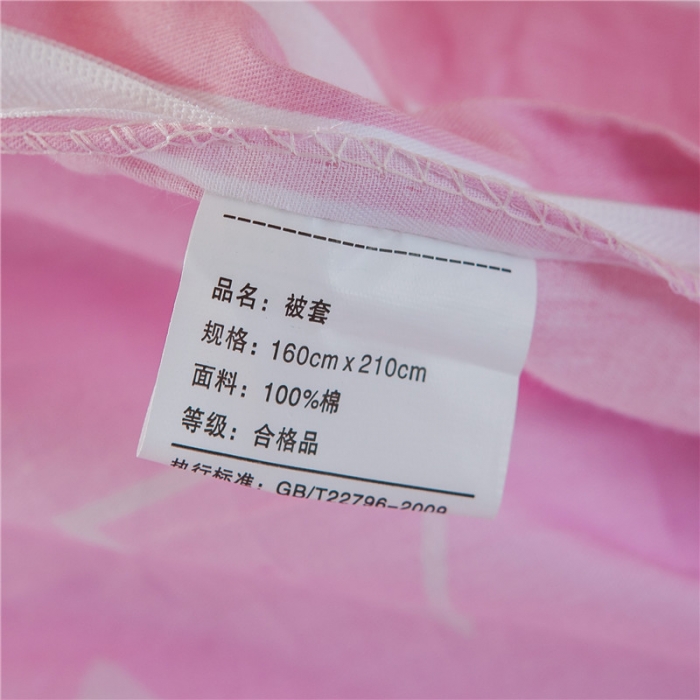 品名：被套
规格：160cm x 210cm
面料：100%棉
等级：合格品
执行标准：GB/T22796-2009